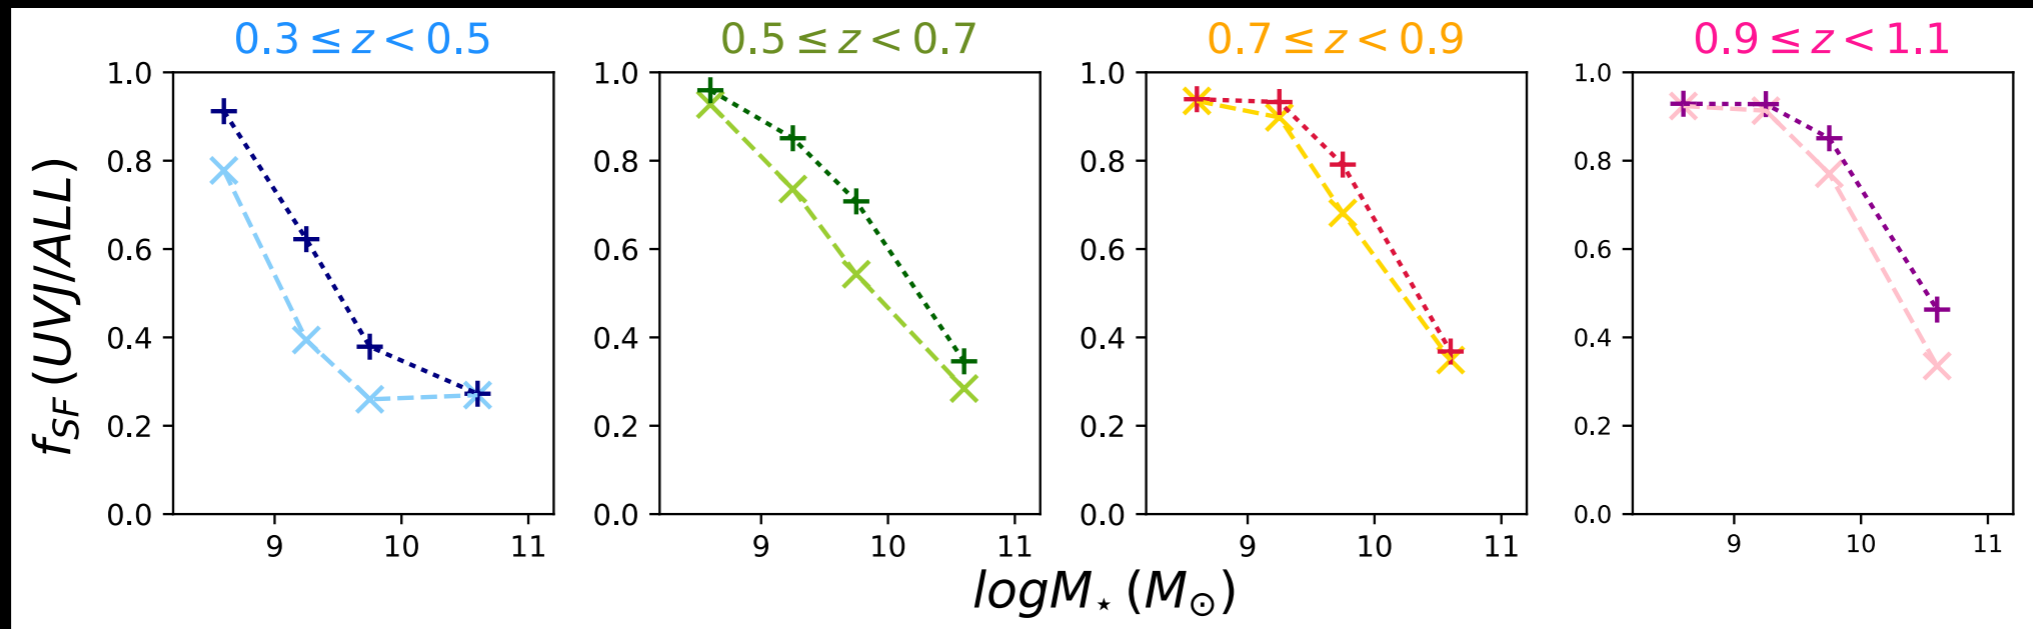 0.3 ≤ z < 0.5 0.5 ≤ z < 0.7 0.7 ≤ z < 0.9 0.9 ≤ z < 1.1
f_SF (UVJ/ALL)
1.0 1.0 1.0 1.0
0.8 0.8 0.8 0.8
0.6 0.6 0.6 0.6
0.4 0.4 0.4 0.4
0.2 0.2 0.2 0.2
0.0 0.0 0.0 0.0
9 10 11 9 10 11 9 10 11 9 10 11
logM⋆ (M⊙)